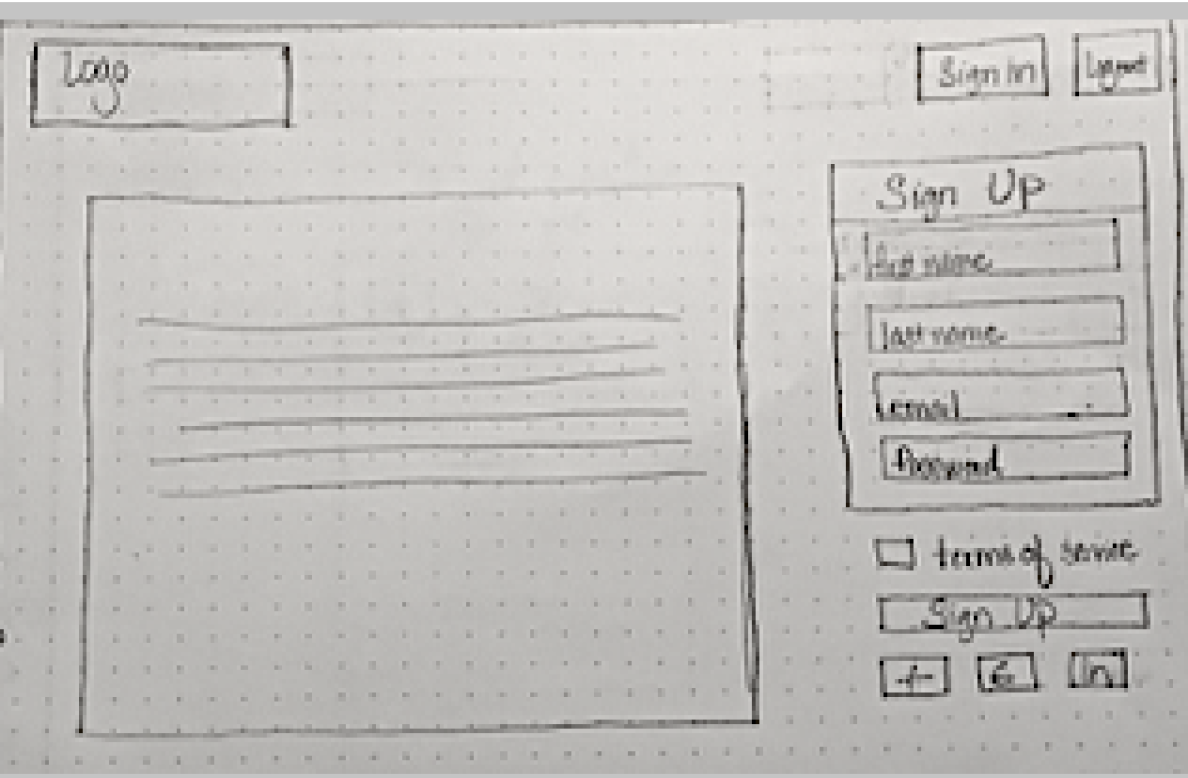 Logo
Sign In
Logout
Sign Up
first name
last name
email
Password
terms of service
Sign Up
f
G
in